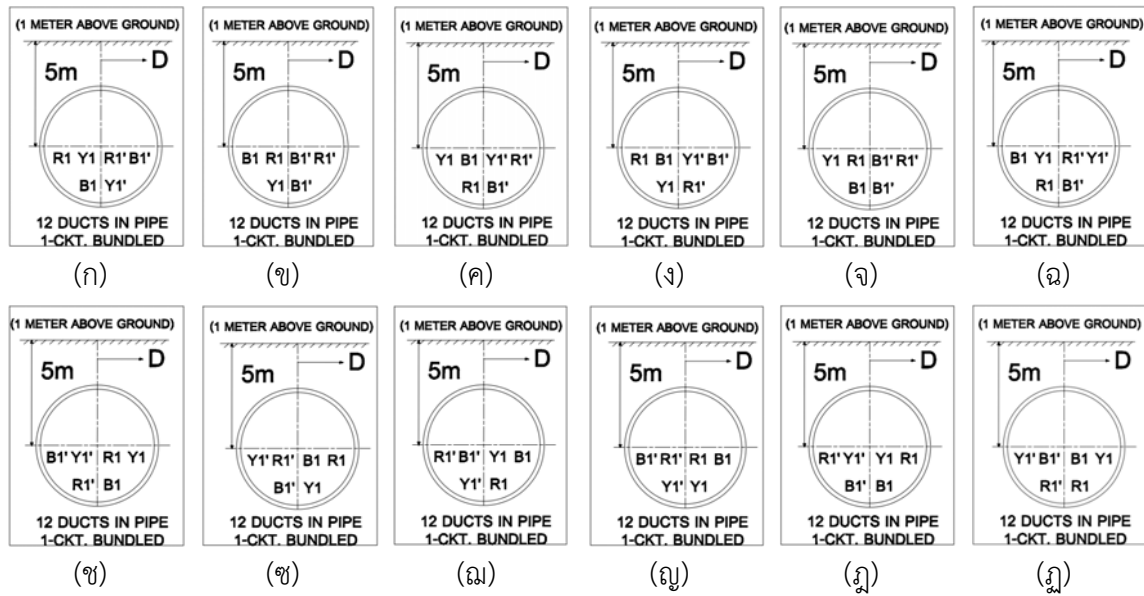 (1 METER ABOVE GROUND)
D
5m
R1 Y1 R1' B1'
B1 Y1'
12 DUCTS IN PIPE
1-CKT. BUNDLED
(ก)
(1 METER ABOVE GROUND)
D
5m
B1 R1 B1' R1'
Y1 B1'
12 DUCTS IN PIPE
1-CKT. BUNDLED
(ข)
(1 METER ABOVE GROUND)
D
5m
Y1 B1 Y1' R1'
R1 B1'
12 DUCTS IN PIPE
1-CKT. BUNDLED
(ค)
(1 METER ABOVE GROUND)
D
5m
R1 B1 Y1' B1'
Y1 R1'
12 DUCTS IN PIPE
1-CKT. BUNDLED
(ง)
(1 METER ABOVE GROUND)
D
5m
Y1 R1 B1' R1'
B1 B1'
12 DUCTS IN PIPE
1-CKT. BUNDLED
(จ)
(1 METER ABOVE GROUND)
D
5m
B1 Y1 R1' Y1'
R1 B1'
12 DUCTS IN PIPE
1-CKT. BUNDLED
(ฉ)
(1 METER ABOVE GROUND)
D
5m
B1' Y1' R1 Y1
R1' B1
12 DUCTS IN PIPE
1-CKT. BUNDLED
(ช)
(1 METER ABOVE GROUND)
D
5m
Y1' R1' B1 R1
B1' Y1
12 DUCTS IN PIPE
1-CKT. BUNDLED
(ซ)
(1 METER ABOVE GROUND)
D
5m
R1' B1' Y1 B1
Y1' R1
12 DUCTS IN PIPE
1-CKT. BUNDLED
(ฌ)
(1 METER ABOVE GROUND)
D
5m
B1' R1' R1 B1
Y1' Y1
12 DUCTS IN PIPE
1-CKT. BUNDLED
(ญ)
(1 METER ABOVE GROUND)
D
5m
R1' Y1' Y1 R1
B1' B1
12 DUCTS IN PIPE
1-CKT. BUNDLED
(ฎ)
(1 METER ABOVE GROUND)
D
5m
Y1' B1' B1 Y1
R1' R1
12 DUCTS IN PIPE
1-CKT. BUNDLED
(ฏ)